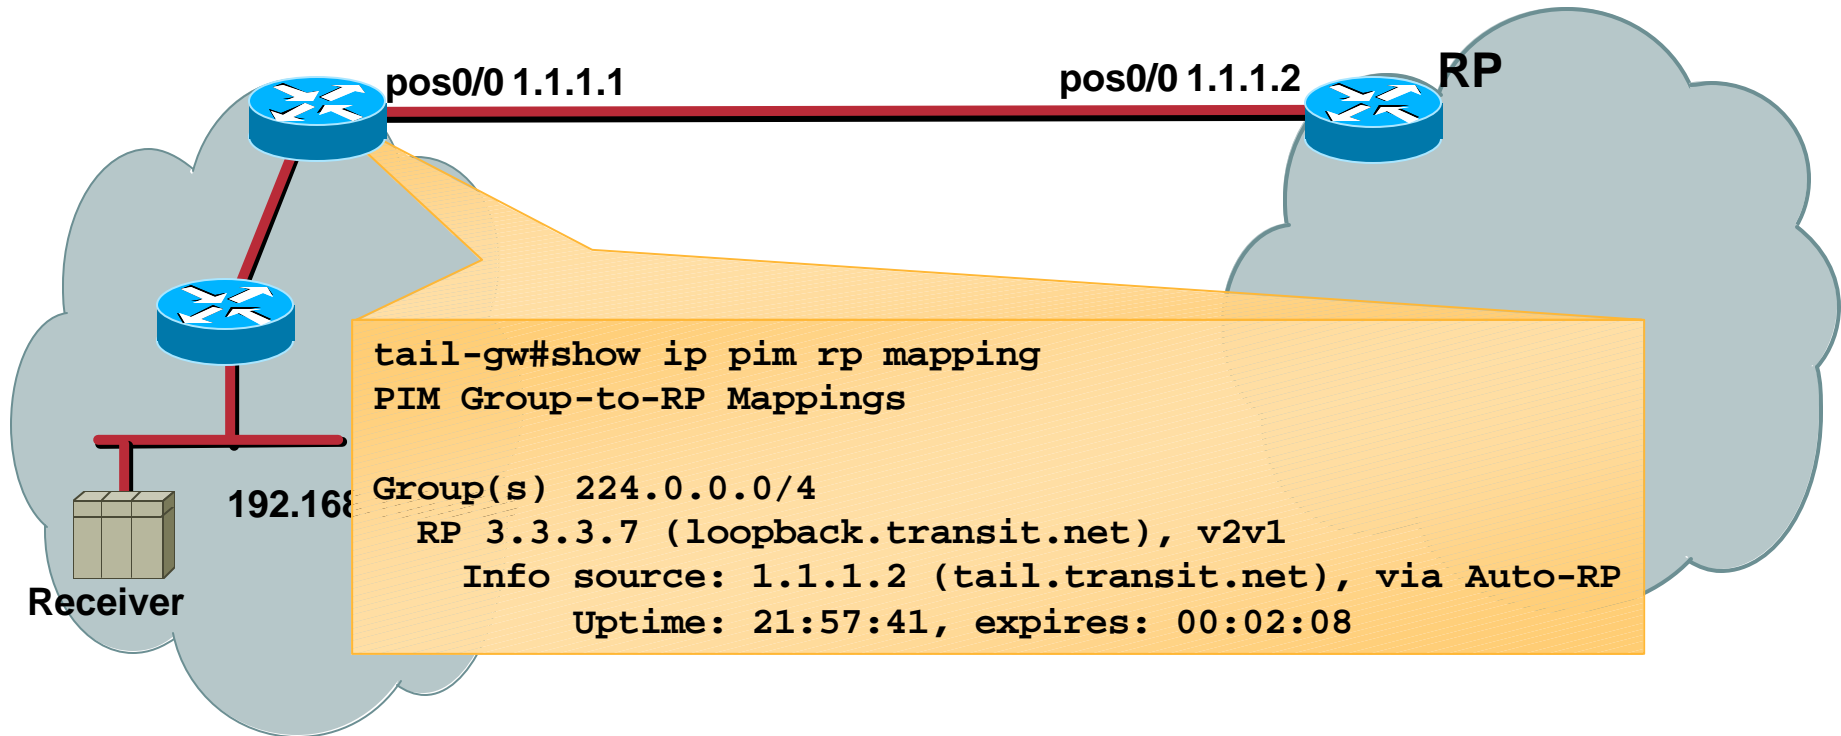 pos0/0 1.1.1.1
pos0/0 1.1.1.2
RP
tail-gw#show ip pim rp mapping
PIM Group-to-RP Mappings
Group(s) 224.0.0.0/4
RP 3.3.3.7 (loopback.transit.net), v2v1
Info source: 1.1.1.2 (tail.transit.net), via Auto-RP
Uptime: 21:57:41, expires: 00:02:08
192.168
Receiver